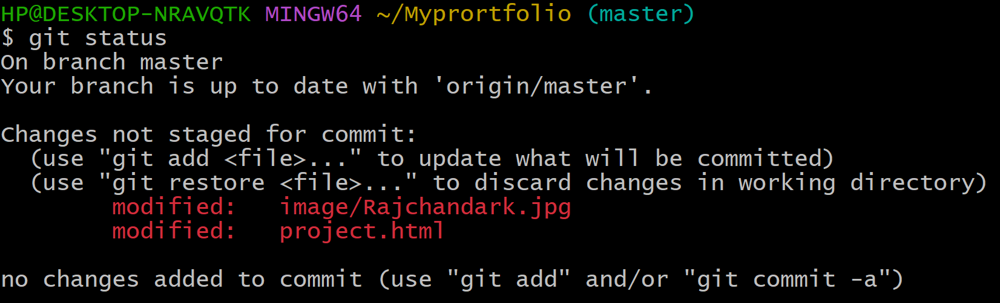 HP@DESKTOP-NRAVQTK MINGW64 ~/Myprortfolio (master)
$ git status
On branch master
Your branch is up to date with 'origin/master'.
Changes not staged for commit:
  (use "git add <file>..." to update what will be committed)
  (use "git restore <file>..." to discard changes in working directory)
        modified:   image/Rajchandark.jpg
        modified:   project.html
no changes added to commit (use "git add" and/or "git commit -a")